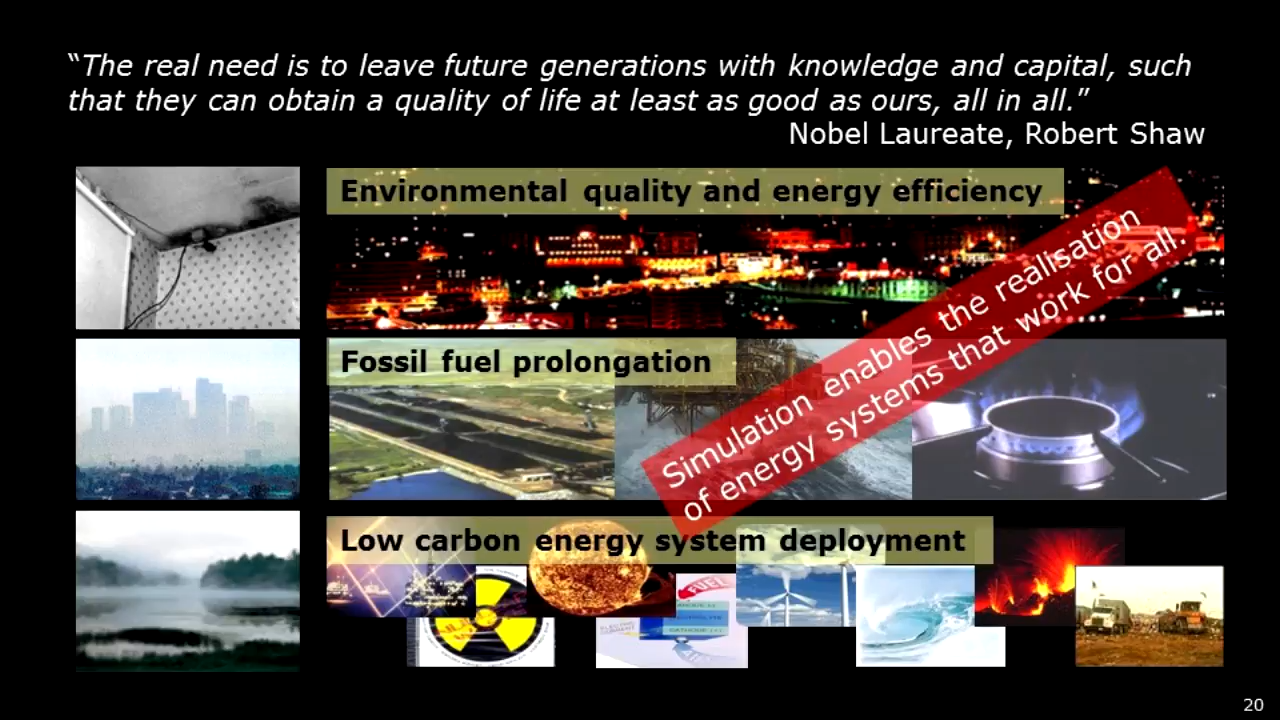 “The real need is to leave future generations with knowledge and capital, such
that they can obtain a quality of life at least as good as ours, all in all.”
Nobel Laureate, Robert Shaw
Environmental quality and energy efficiency
Simulation enables the realisation
of energy systems that work for all.
Fossil fuel prolongation
Low carbon energy system deployment
FUEL
CATHODE (+)
20